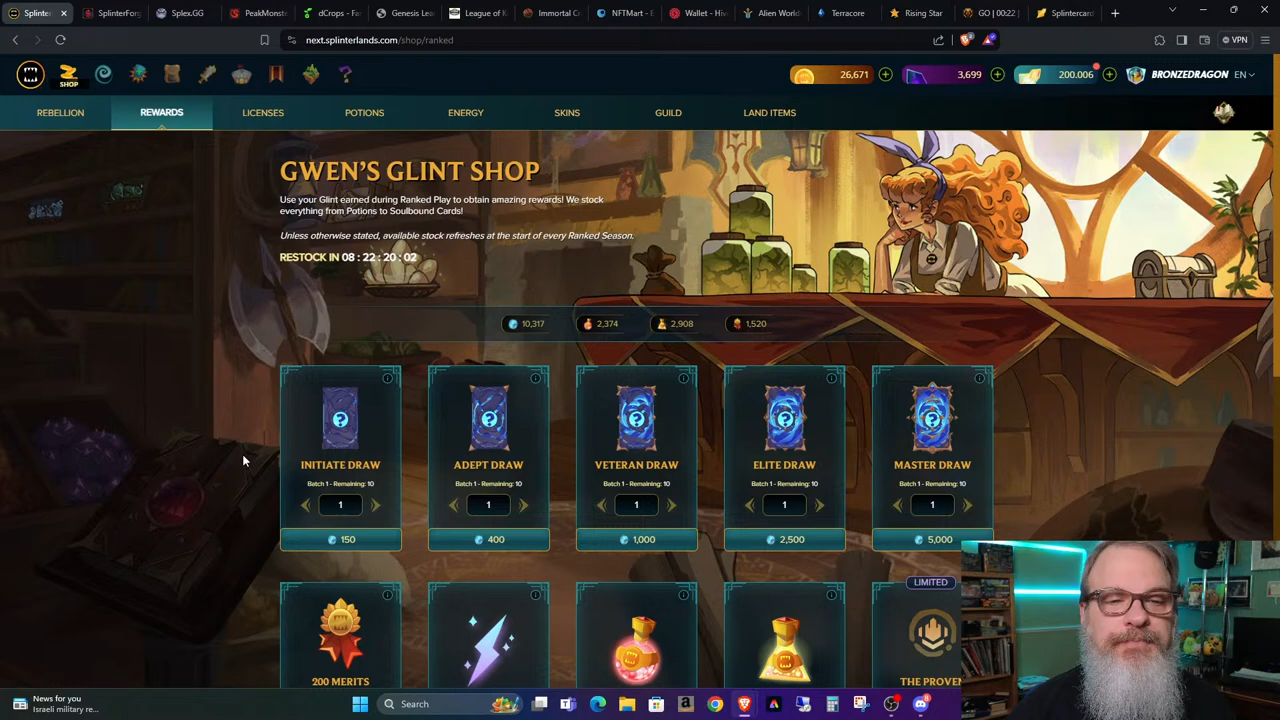 Splinter
SplinterForg
Splex.GG
PeakMonste
dCrops - Fa
Genesis Lea
League of K
Immortal Cr
NFTMart - E
Wallet - Hiv
Alien World
Terracore
Rising Star
GO | 00:22 |
Splintercard
next.splinterlands.com/shop/ranked
VPN
SHOP
26,671
3,699
200.006
BRONZEDRAGON
EN
REBELLION
REWARDS
LICENSES
POTIONS
ENERGY
SKINS
GUILD
LAND ITEMS
GWEN'S GLINT SHOP
Use your Glint earned during Ranked Play to obtain amazing rewards! We stock
everything from Potions to Soulbound Cards!
Unless otherwise stated, available stock refreshes at the start of every Ranked Season.
RESTOCK IN 08 : 22 : 20 : 02
10,317
2,374
2,908
1,520
INITIATE DRAW
Batch 1 - Remaining: 10
1
150
ADEPT DRAW
Batch 1 - Remaining: 10
1
400
VETERAN DRAW
Batch 1 - Remaining: 10
1
1,000
ELITE DRAW
Batch 1 - Remaining: 10
1
2,500
MASTER DRAW
Batch 1 - Remaining: 10
1
5,000
LIMITED
200 MERITS
THE PROVEN
News for you
Israeli military re...
Search